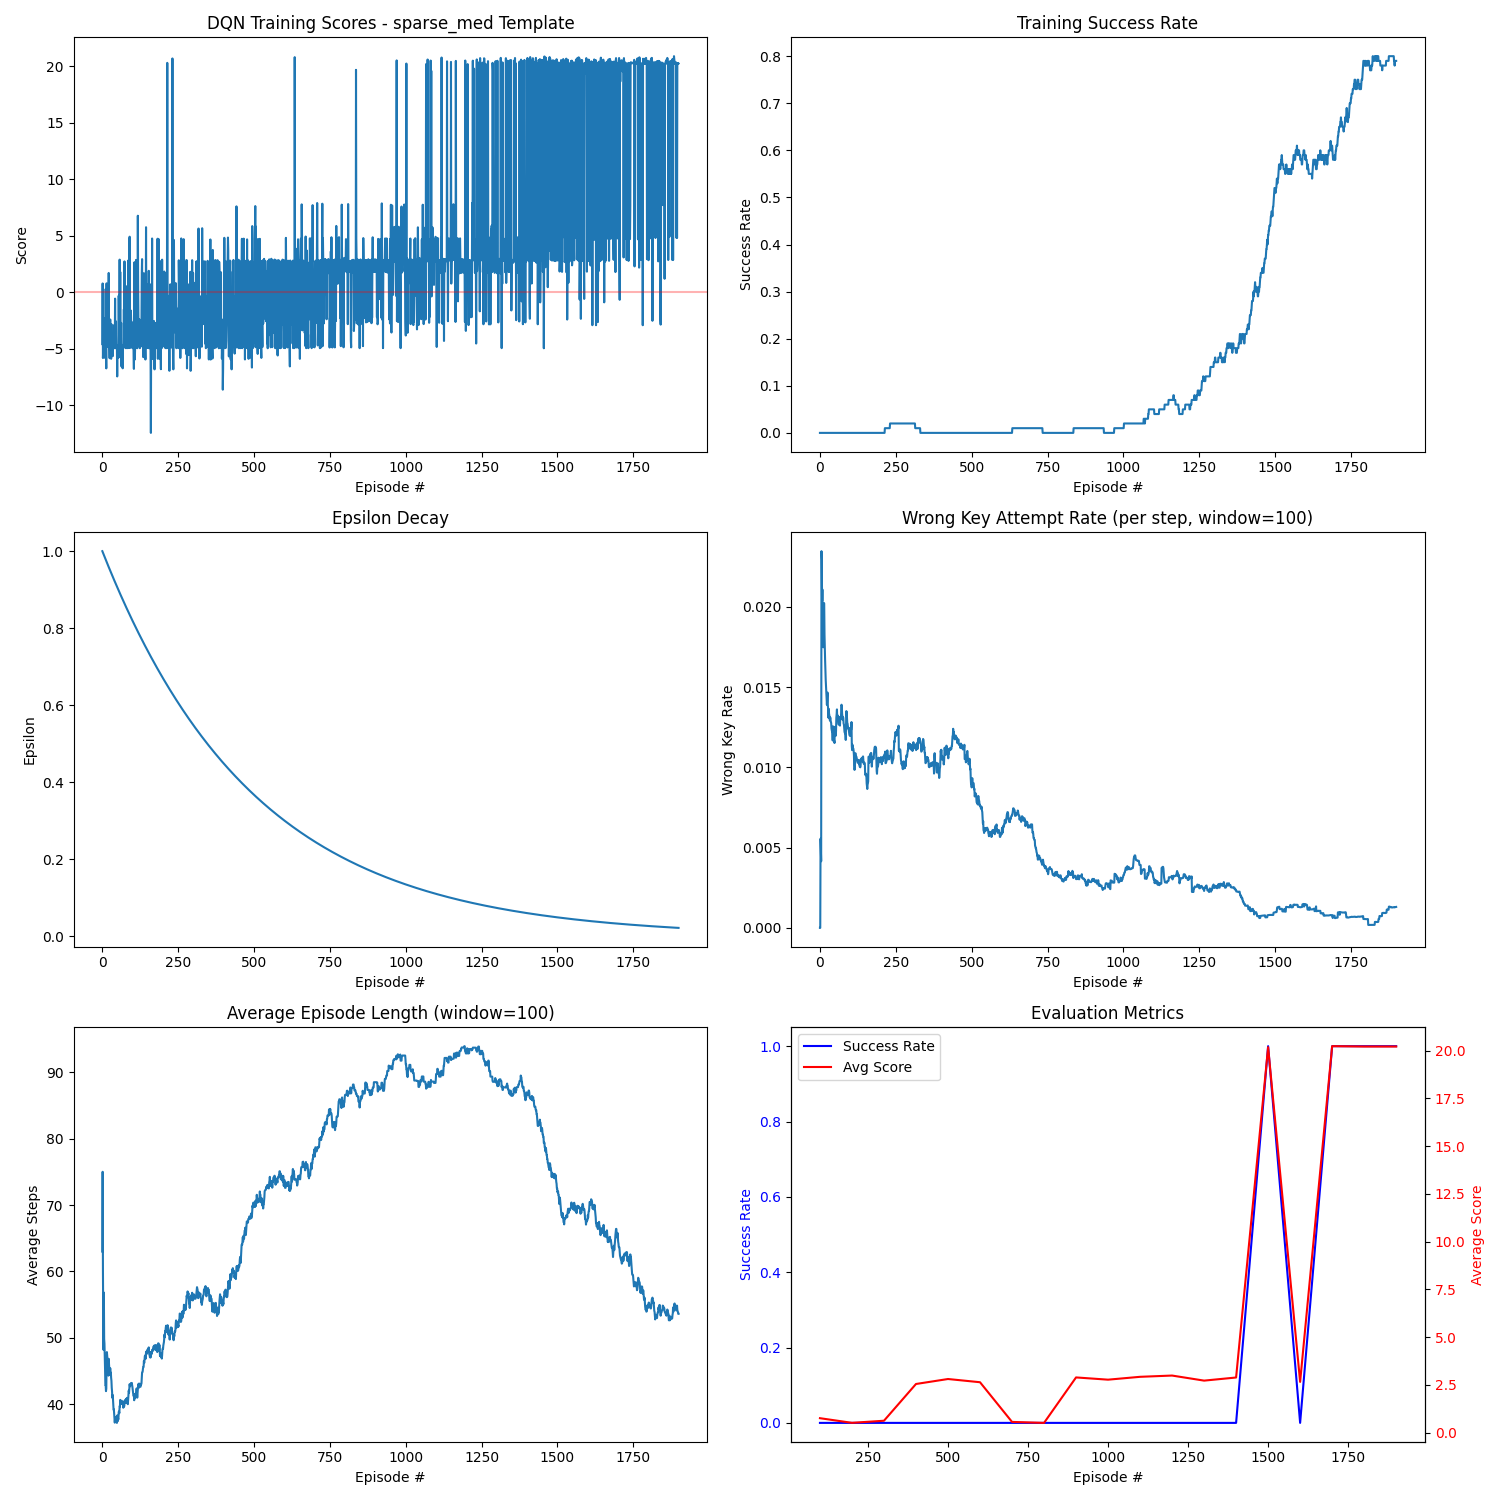 DQN Training Scores - sparse_med Template
20
15
10
5
0
−5
−10
Score
0 250 500 750 1000 1250 1500 1750
Episode #
Training Success Rate
0.8
0.7
0.6
0.5
0.4
0.3
0.2
0.1
0.0
Success Rate
0 250 500 750 1000 1250 1500 1750
Episode #
Epsilon Decay
1.0
0.8
0.6
0.4
0.2
0.0
Epsilon
0 250 500 750 1000 1250 1500 1750
Episode #
Wrong Key Attempt Rate (per step, window=100)
0.020
0.015
0.010
0.005
0.000
Wrong Key Rate
0 250 500 750 1000 1250 1500 1750
Episode #
Average Episode Length (window=100)
90
80
70
60
50
40
Average Steps
0 250 500 750 1000 1250 1500 1750
Episode #
Evaluation Metrics
Success Rate
Avg Score
1.0
0.8
0.6
0.4
0.2
0.0
Success Rate
20.0
17.5
15.0
12.5
10.0
7.5
5.0
2.5
0.0
Average Score
250 500 750 1000 1250 1500 1750
Episode #